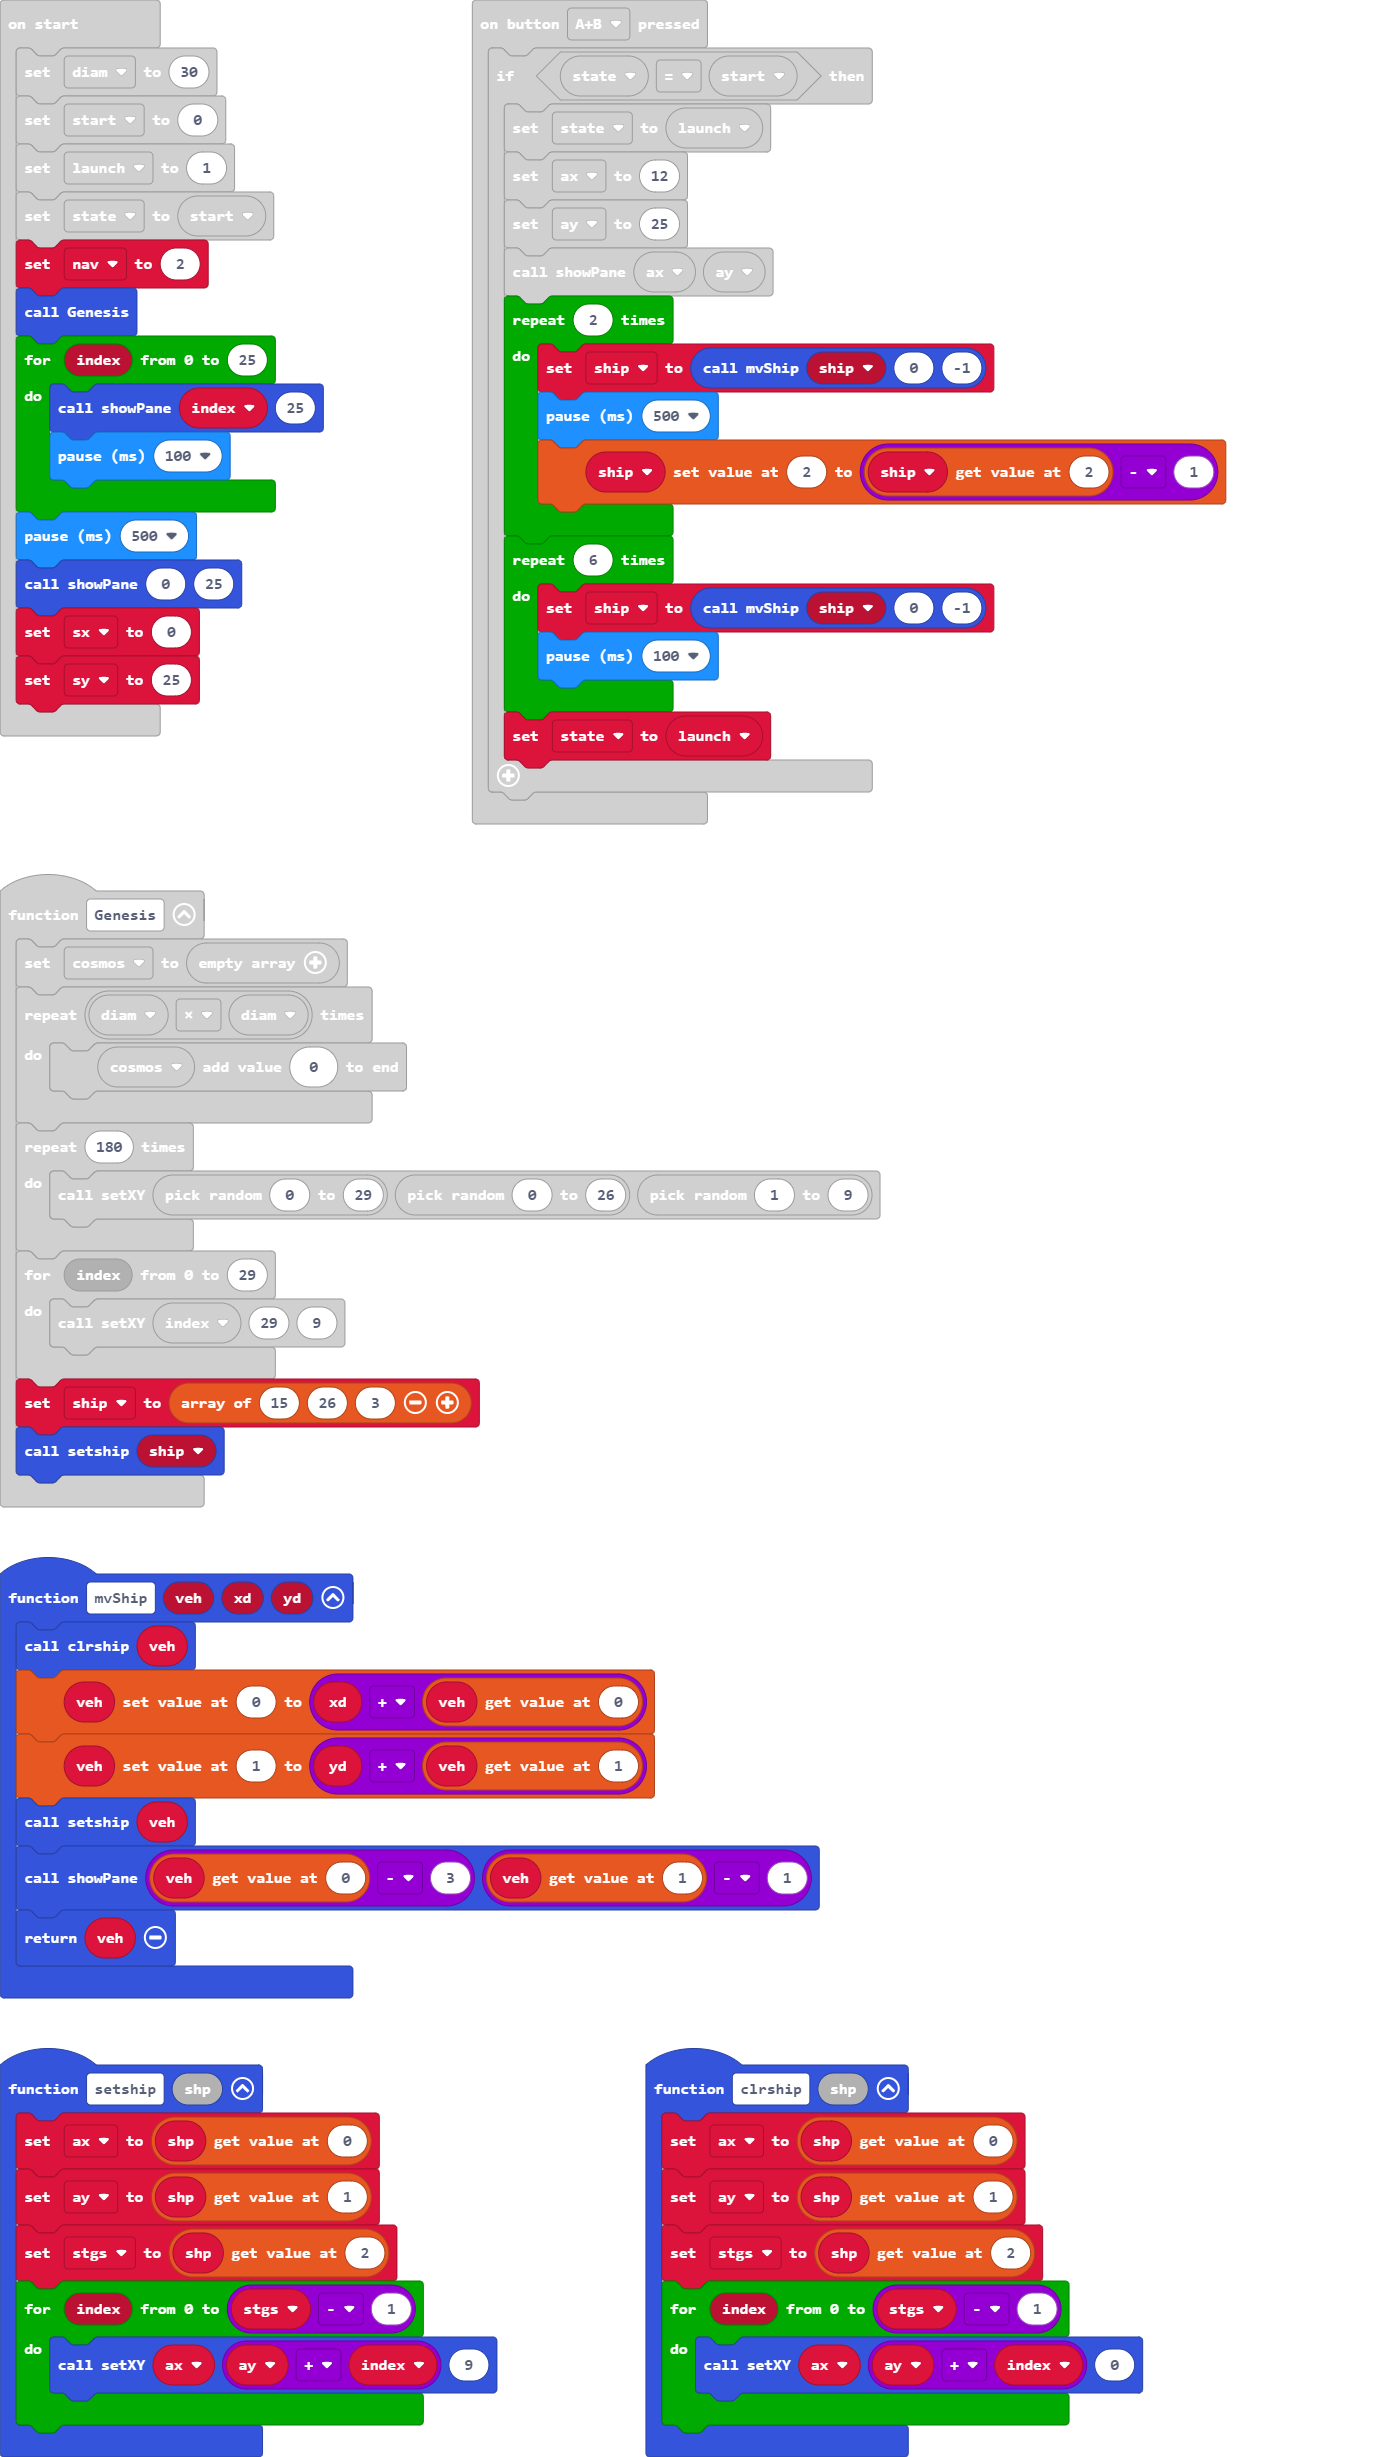 on start
set diam to 30
set start to 0
set launch to 1
set state to start
set nav to 2
call Genesis
for index from 0 to 25
do call showPane index 25
pause (ms) 100
pause (ms) 500
call showPane 0 25
set sx to 0
set sy to 25
on button A+B pressed
if state = start then
set state to launch
set ax to 12
set ay to 25
call showPane ax ay
repeat 2 times
do set ship to call mvShip ship 0 -1
pause (ms) 500
ship set value at 2 to ship get value at 2 - 1
repeat 6 times
do set ship to call mvShip ship 0 -1
pause (ms) 100
set state to launch
function Genesis
set cosmos to empty array
repeat diam × diam times
do cosmos add value 0 to end
repeat 180 times
do call setXY pick random 0 to 29 pick random 0 to 26 pick random 1 to 9
for index from 0 to 29
do call setXY index 29 9
set ship to array of 15 26 3
call setship ship
function mvShip veh xd yd
call clrship veh
veh set value at 0 to xd + veh get value at 0
veh set value at 1 to yd + veh get value at 1
call setship veh
call showPane veh get value at 0 - 3 veh get value at 1 - 1
return veh
function setship shp
set ax to shp get value at 0
set ay to shp get value at 1
set stgs to shp get value at 2
for index from 0 to stgs - 1
do call setXY ax ay + index 9
function clrship shp
set ax to shp get value at 0
set ay to shp get value at 1
set stgs to shp get value at 2
for index from 0 to stgs - 1
do call setXY ax ay + index 0